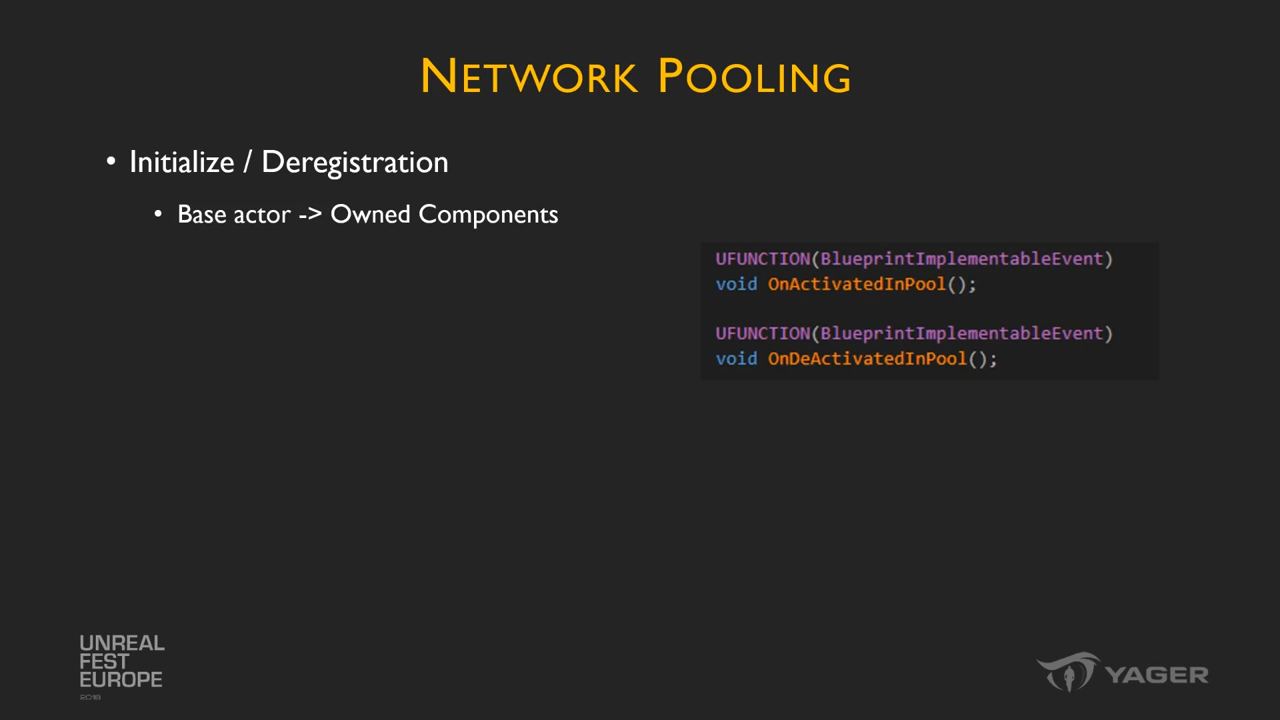 NETWORK POOLING
• Initialize / Deregistration
• Base actor -> Owned Components
UFUNCTION(BlueprintImplementableEvent)
void OnActivatedInPool();
UFUNCTION(BlueprintImplementableEvent)
void OnDeActivatedInPool();
UNREAL
FEST
EUROPE
2018
YAGER